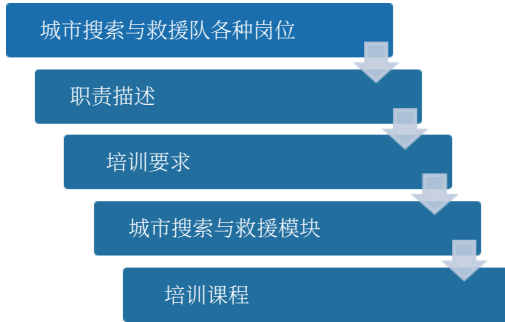 城市搜索与救援队各种岗位
职责描述
培训要求
城市搜索与救援模块
培训课程